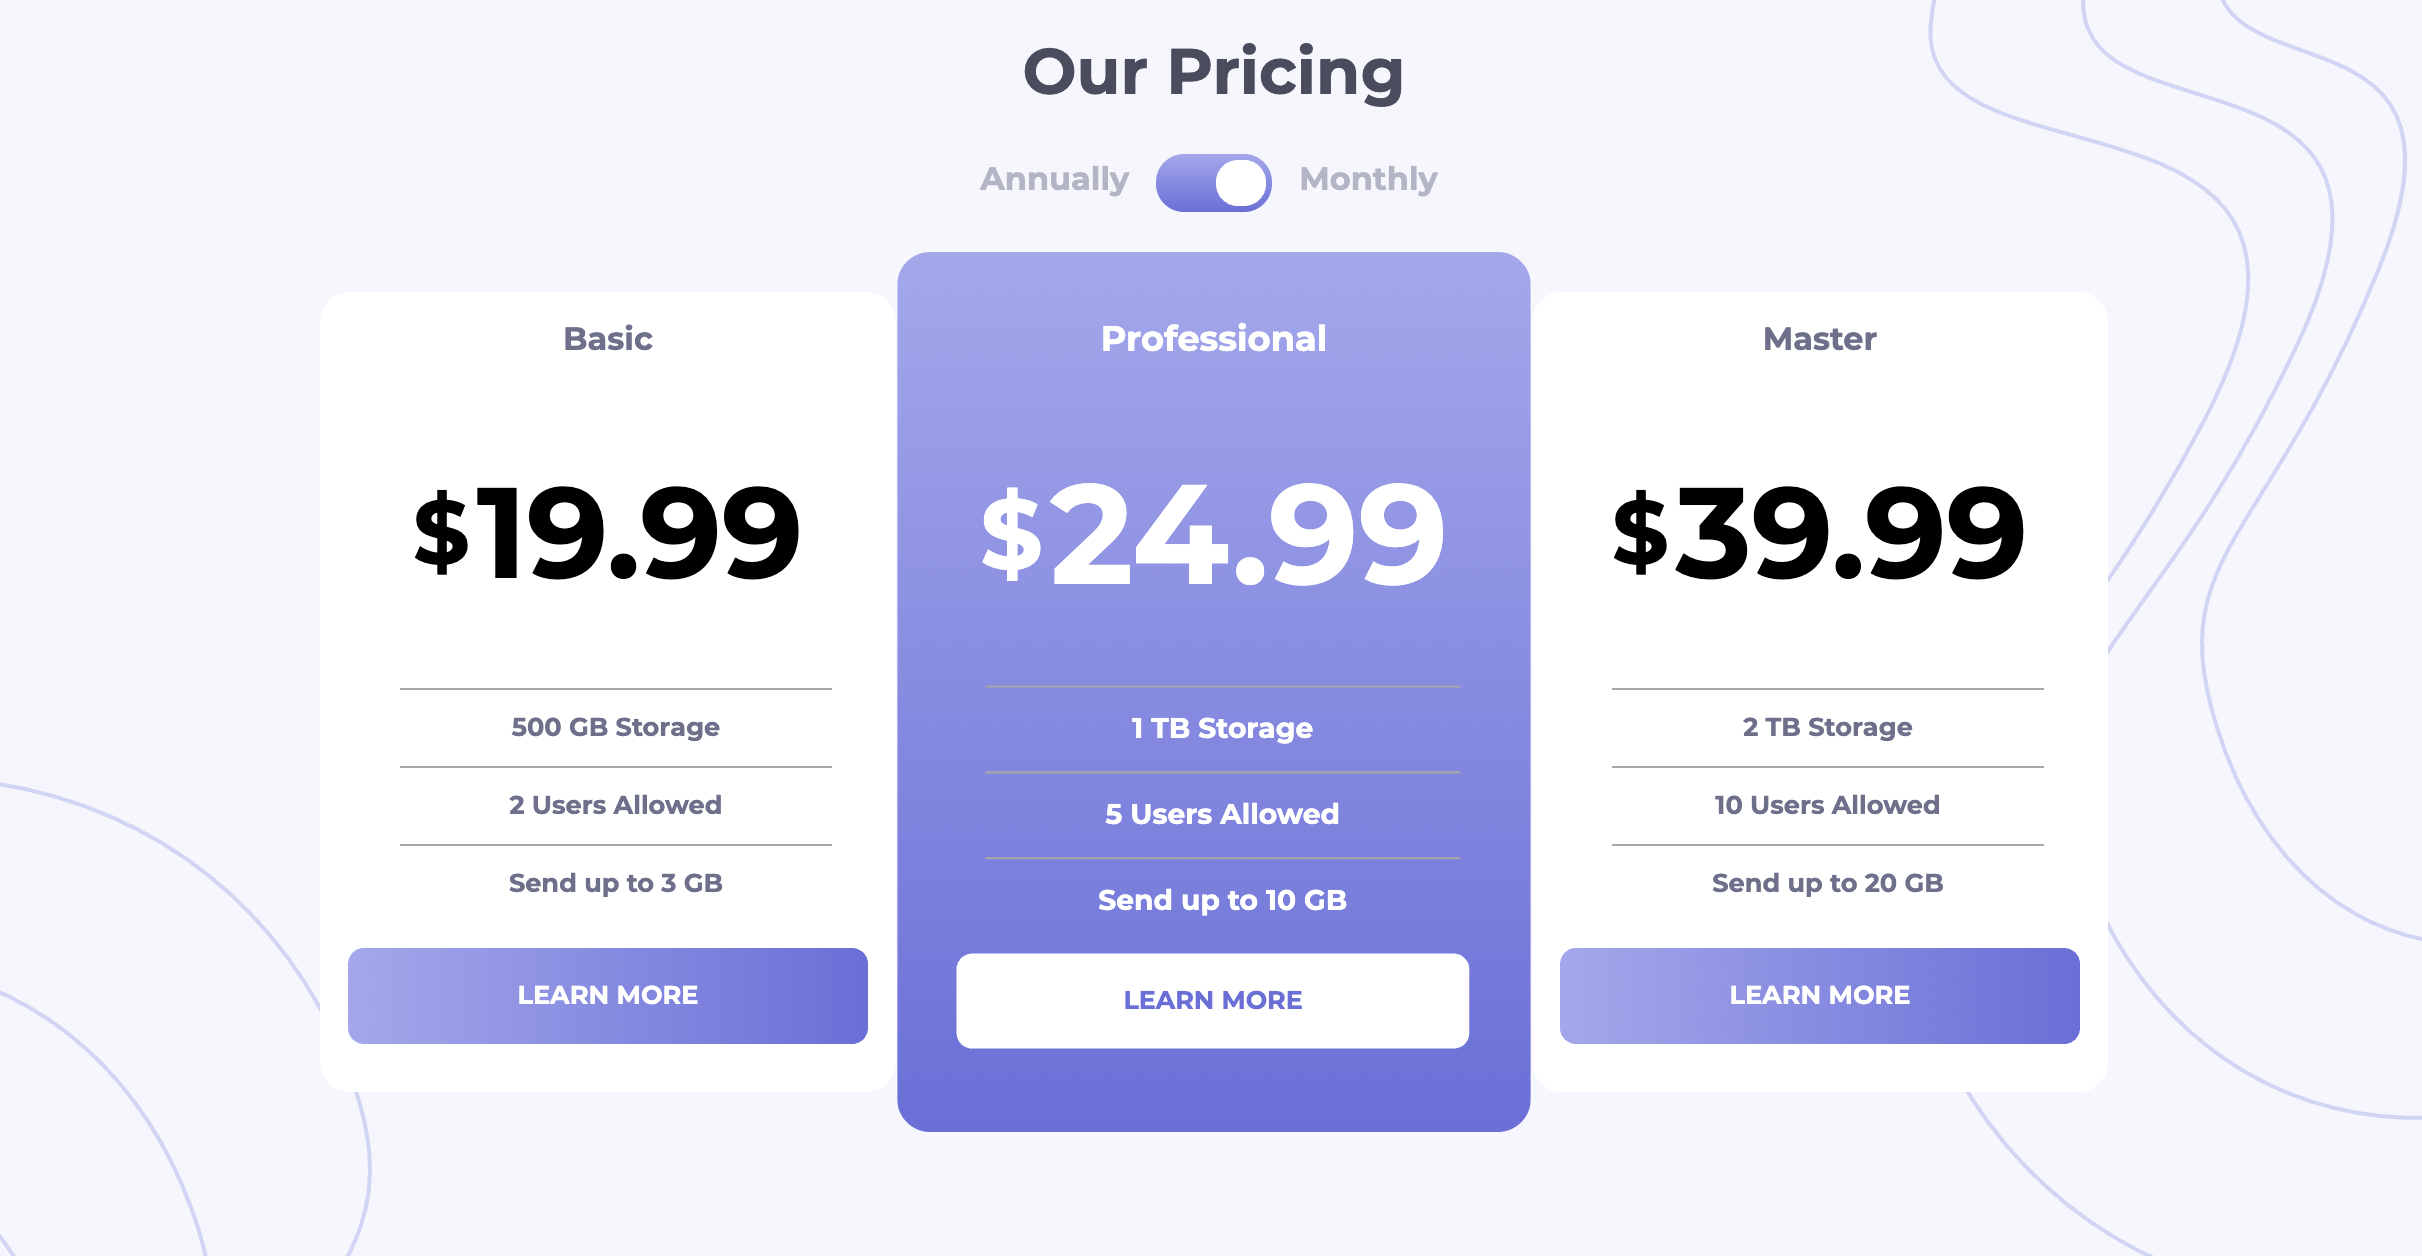 Our Pricing
Annually Monthly
Basic
$19.99
500 GB Storage
2 Users Allowed
Send up to 3 GB
LEARN MORE
Professional
$24.99
1 TB Storage
5 Users Allowed
Send up to 10 GB
LEARN MORE
Master
$39.99
2 TB Storage
10 Users Allowed
Send up to 20 GB
LEARN MORE